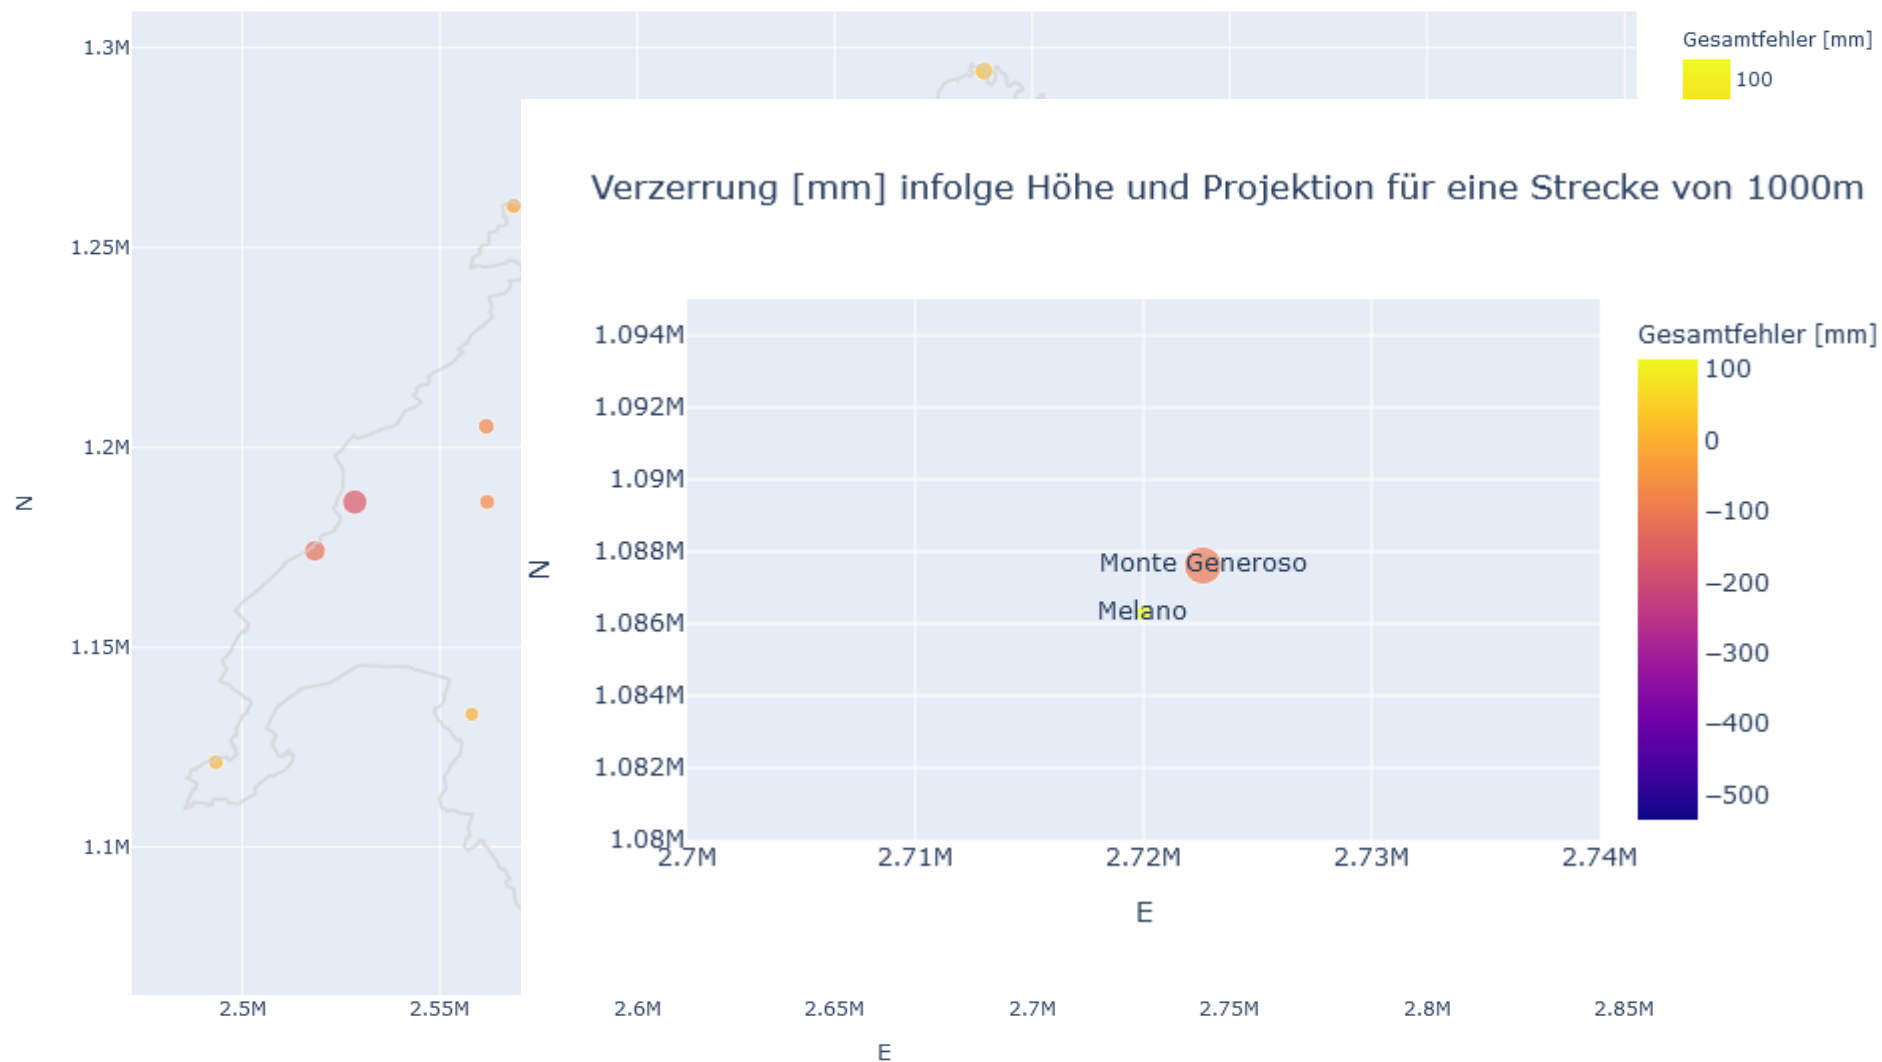 Gesamtfehler [mm]
100
1.3M
1.25M
1.2M
1.15M
1.1M
N
2.5M
2.55M
2.6M
2.65M
2.7M
2.75M
2.8M
2.85M
E
Verzerrung [mm] infolge Höhe und Projektion für eine Strecke von 1000m
Gesamtfehler [mm]
100
0
−100
−200
−300
−400
−500
1.094M
1.092M
1.09M
1.088M
1.086M
1.084M
1.082M
1.08M
N
Monte Generoso
Melano
2.7M
2.71M
2.72M
2.73M
2.74M
E